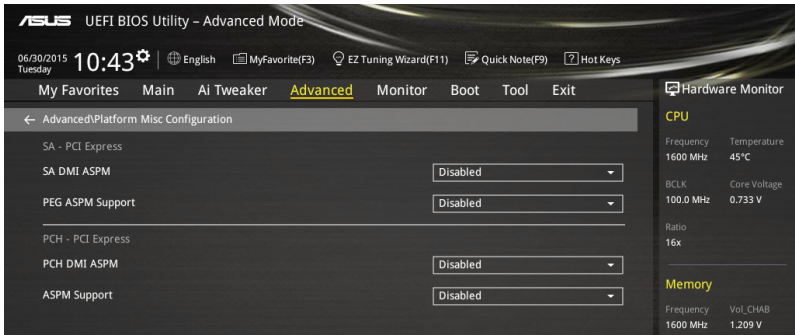 ASUS UEFI BIOS Utility – Advanced Mode
06/30/2015
Tuesday
10:43
English
MyFavorite(F3)
EZ Tuning Wizard(F11)
Quick Note(F9)
? Hot Keys
My Favorites Main Ai Tweaker Advanced Monitor Boot Tool Exit
← Advanced\Platform Misc Configuration
SA - PCI Express
SA DMI ASPM Disabled
PEG ASPM Support Disabled
PCH - PCI Express
PCH DMI ASPM Disabled
ASPM Support Disabled
Hardware Monitor
CPU
Frequency Temperature
1600 MHz 45°C
BCLK Core Voltage
100.0 MHz 0.733 V
Ratio
16x
Memory
Frequency Vol_CHAB
1600 MHz 1.209 V